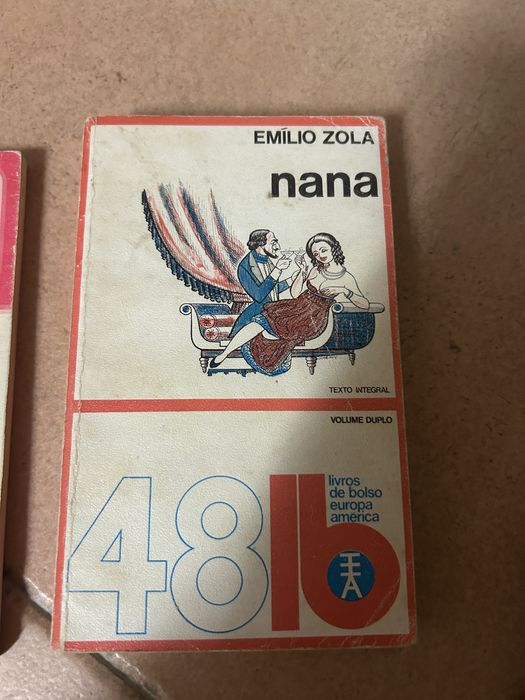 EMÍLIO ZOLA
nana
TEXTO INTEGRAL
VOLUME DUPLO
48
lb
livros
de bolso
europa
américa